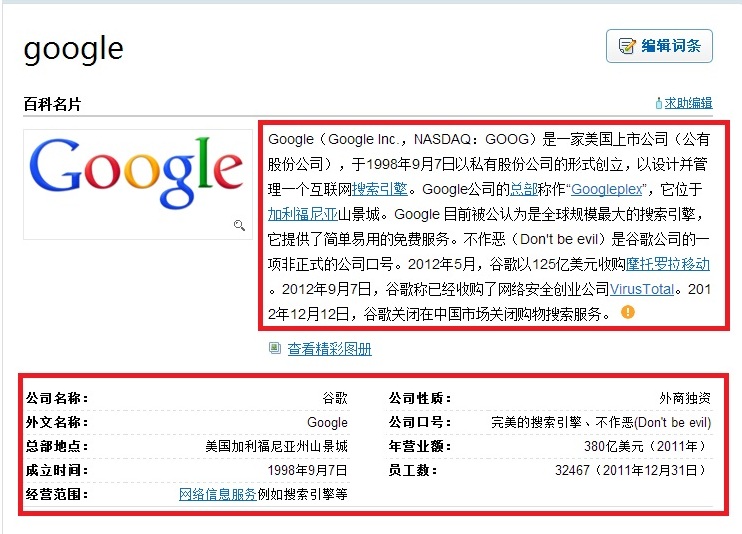 google
编辑词条
百科名片
求助编辑
Google
Google（Google Inc.，NASDAQ：GOOG）是一家美国上市公司（公有
股份公司），于1998年9月7日以私有股份公司的形式创立，以设计并管
理一个互联网搜索引擎。Google公司的总部称作“Googleplex”，它位于
加利福尼亚山景城。Google 目前被公认为是全球规模最大的搜索引擎，
它提供了简单易用的免费服务。不作恶（Don't be evil）是谷歌公司的一
项非正式的公司口号。2012年5月，谷歌以125亿美元收购摩托罗拉移动
。2012年9月7日，谷歌称已经收购了网络安全创业公司VirusTotal。201
2年12月12日，谷歌关闭在中国市场关闭购物搜索服务。
查看精彩图册
公司名称： 谷歌 公司性质： 外商独资
外文名称： Google 公司口号： 完美的搜索引擎、不作恶(Don't be evil)
总部地点： 美国加利福尼亚州山景城 年营业额： 380亿美元（2011年）
成立时间： 1998年9月7日 员工数： 32467（2011年12月31日）
经营范围： 网络信息服务例如搜索引擎等